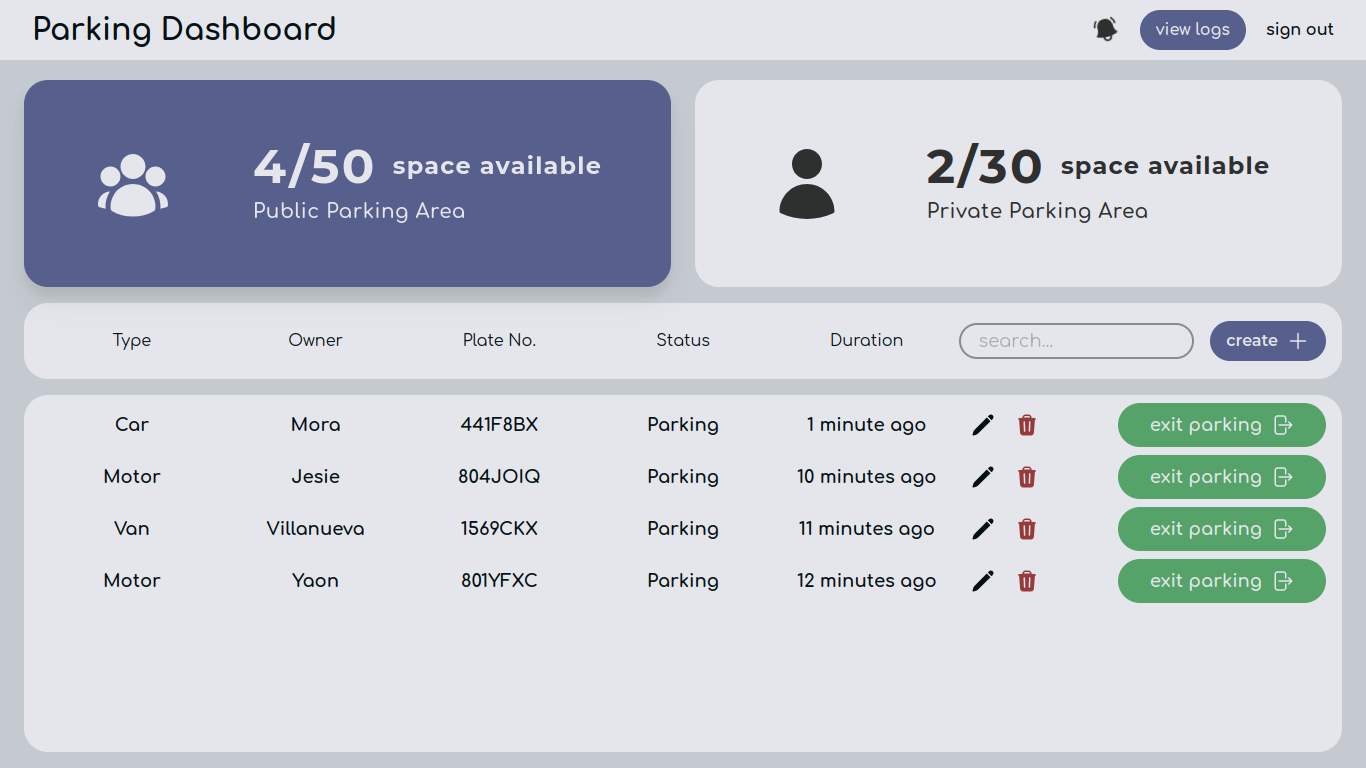 Parking Dashboard
view logs
sign out
4/50 space available
Public Parking Area
2/30 space available
Private Parking Area
Type Owner Plate No. Status Duration search... create
Car Mora 441F8BX Parking 1 minute ago exit parking
Motor Jesie 804JOIQ Parking 10 minutes ago exit parking
Van Villanueva 1569CKX Parking 11 minutes ago exit parking
Motor Yaon 801YFXC Parking 12 minutes ago exit parking